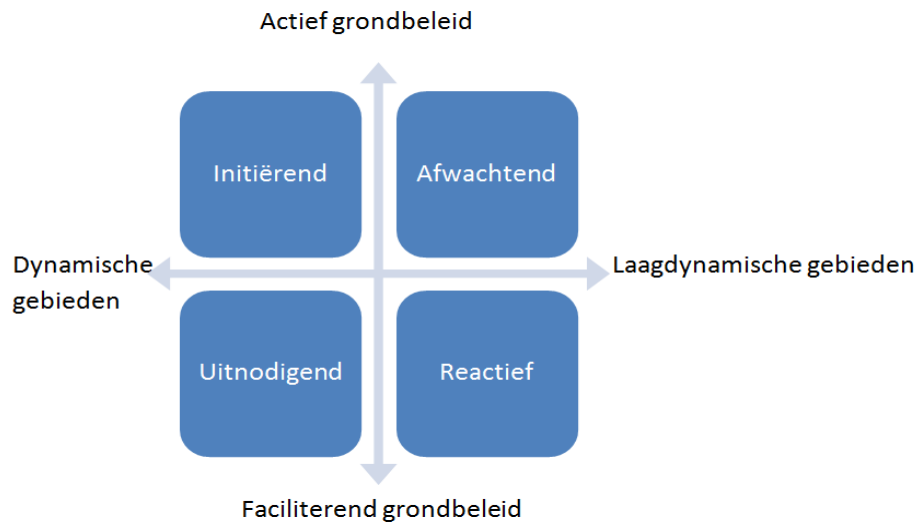 Actief grondbeleid
Initiërend
Afwachtend
Dynamische
gebieden
Laagdynamische gebieden
Uitnodigend
Reactief
Faciliterend grondbeleid